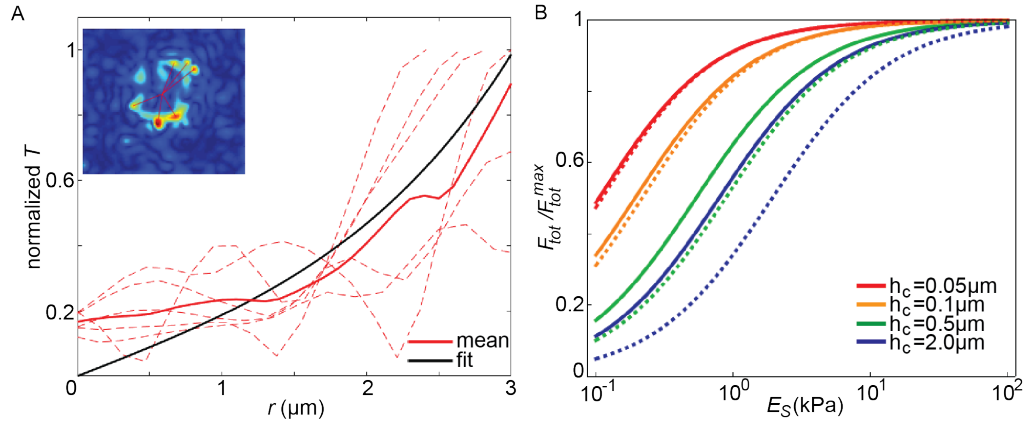 A
normalized T
1
0.6
0.2
0
1
2
3
r (μm)
mean
fit
B
F_tot/F_tot^max
1
0.6
0.2
0
10^-1
10^0
10^1
10^2
E_S(kPa)
h_c=0.05μm
h_c=0.1μm
h_c=0.5μm
h_c=2.0μm